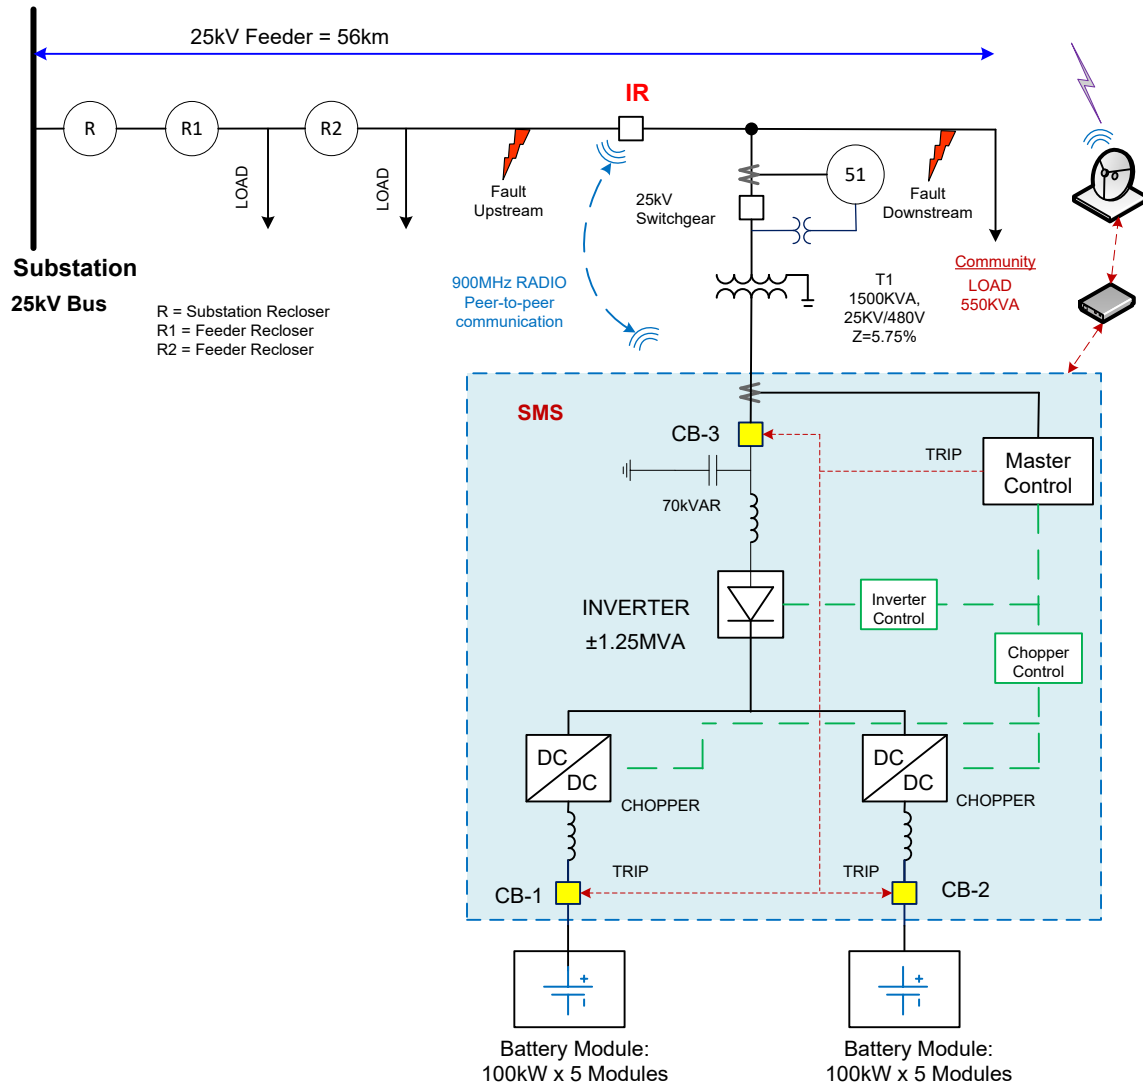 25kV Feeder = 56km
IR
R
R1
R2
51
LOAD
LOAD
Fault
Upstream
25kV
Switchgear
Fault
Downstream
Substation
25kV Bus
R = Substation Recloser
R1 = Feeder Recloser
R2 = Feeder Recloser
900MHz RADIO
Peer-to-peer
communication
T1
1500KVA,
25KV/480V
Z=5.75%
Community
LOAD
550KVA
SMS
CB-3
TRIP
Master
Control
70kVAR
INVERTER
±1.25MVA
Inverter
Control
Chopper
Control
DC
DC
CHOPPER
DC
DC
CHOPPER
TRIP
TRIP
CB-1
CB-2
+
-
+
-
Battery Module:
100kW x 5 Modules
Battery Module:
100kW x 5 Modules